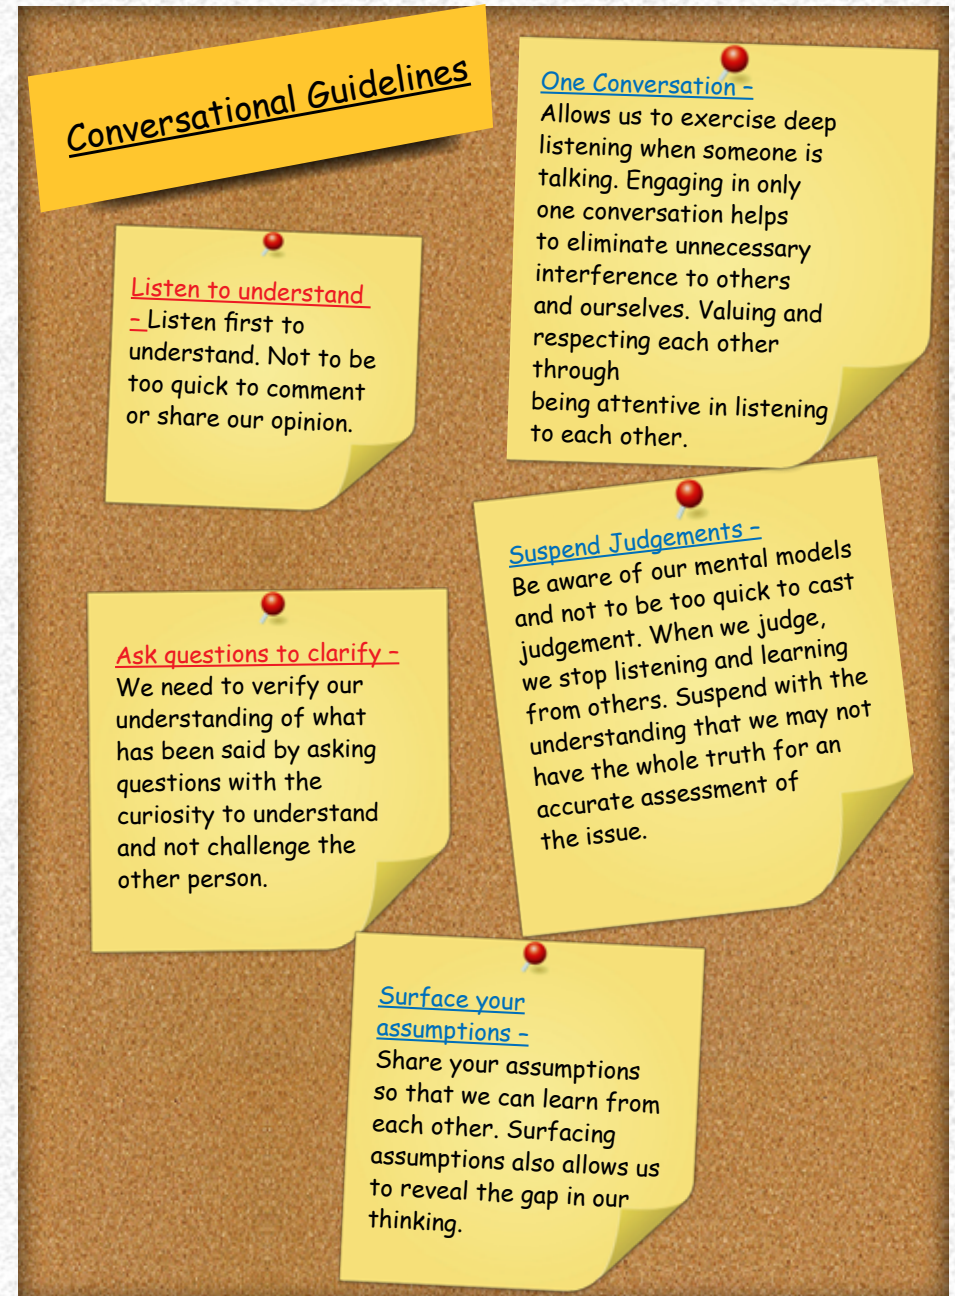 Conversational Guidelines
Listen to understand
– Listen first to
understand. Not to be
too quick to comment
or share our opinion.
One Conversation –
Allows us to exercise deep
listening when someone is
talking. Engaging in only
one conversation helps
to eliminate unnecessary
interference to others
and ourselves. Valuing and
respecting each other
through
being attentive in listening
to each other.
Ask questions to clarify –
We need to verify our
understanding of what
has been said by asking
questions with the
curiosity to understand
and not challenge the
other person.
Suspend Judgements –
Be aware of our mental models
and not to be too quick to cast
judgement. When we judge,
we stop listening and learning
from others. Suspend with the
understanding that we may not
have the whole truth for an
accurate assessment of
the issue.
Surface your
assumptions –
Share your assumptions
so that we can learn from
each other. Surfacing
assumptions also allows us
to reveal the gap in our
thinking.